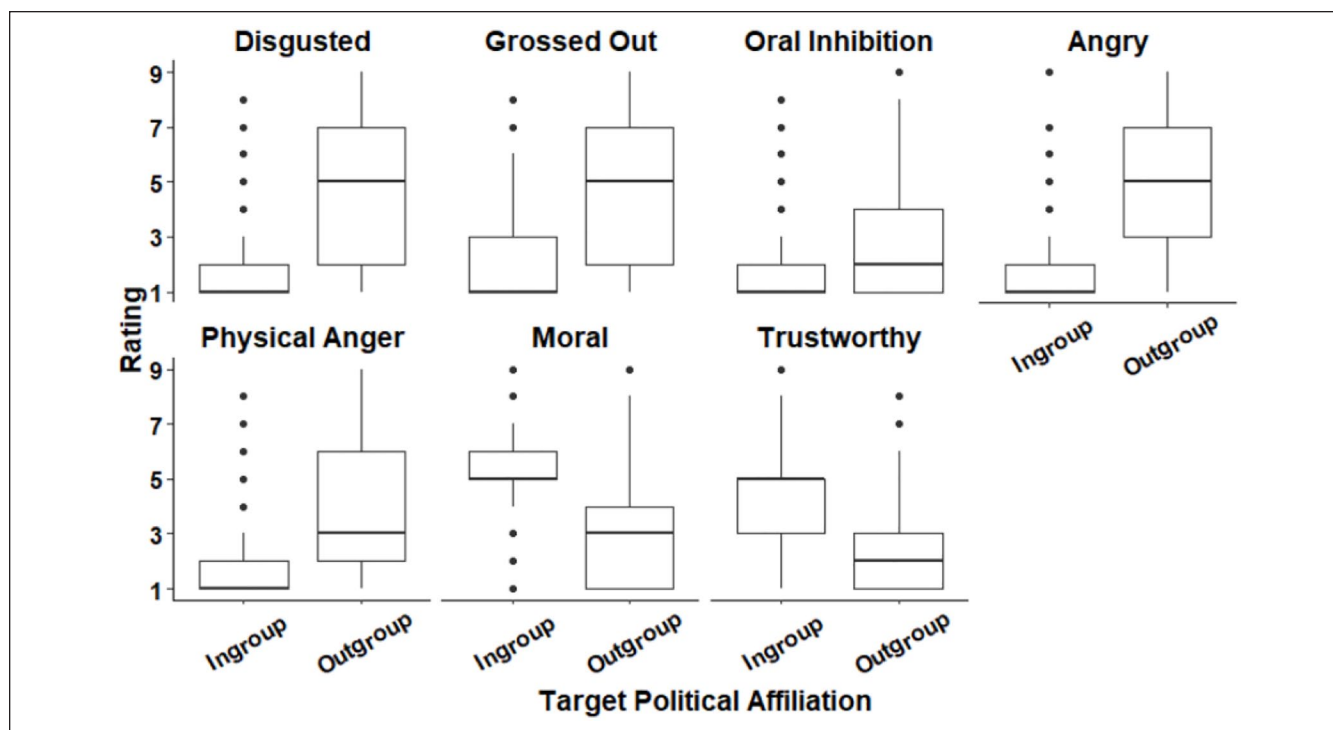 Disgusted Grossed Out Oral Inhibition Angry
9
7
5
3
1
Ingroup Outgroup
Rating
Physical Anger Moral Trustworthy
9
7
5
3
1
Ingroup Outgroup Ingroup Outgroup Ingroup Outgroup
Target Political Affiliation